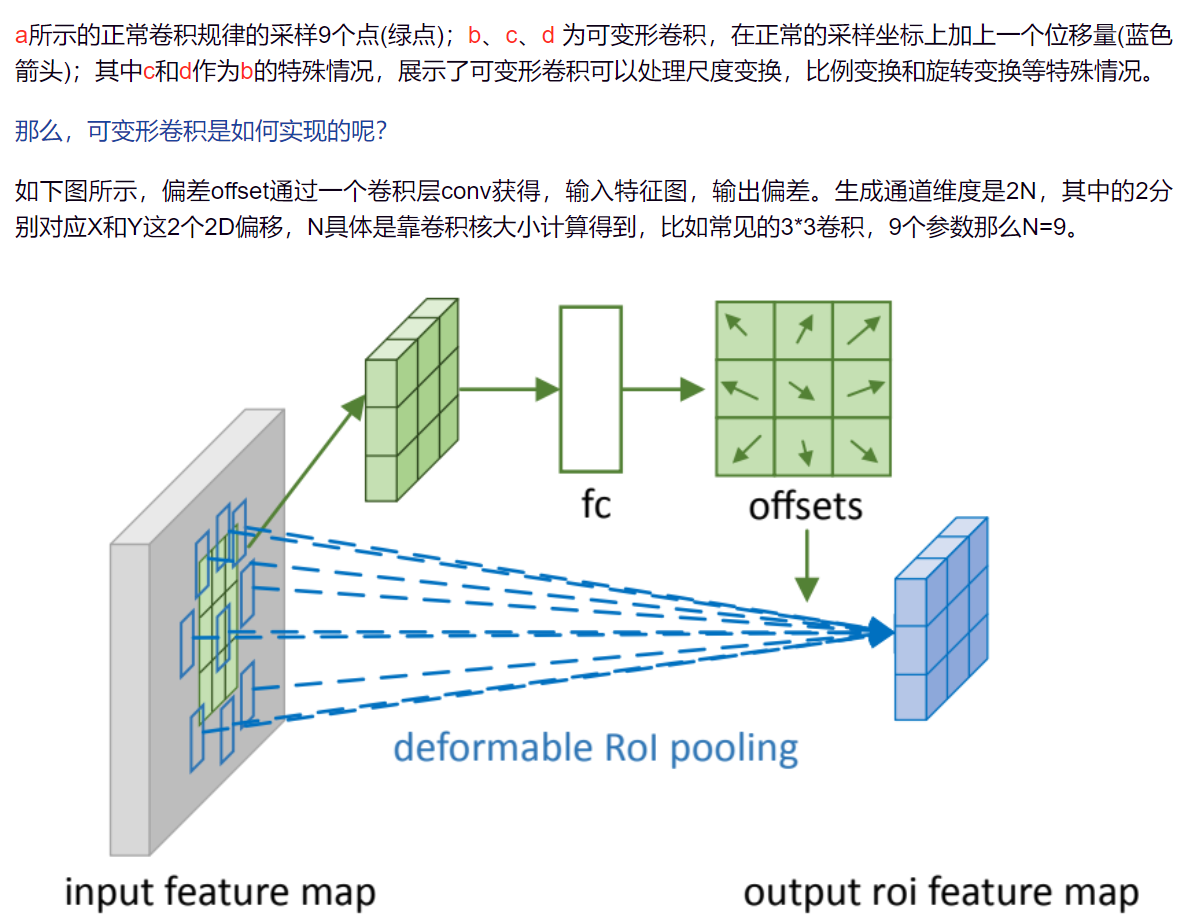 a所示的正常卷积规律的采样9个点(绿点)；b、c、d 为可变形卷积，在正常的采样坐标上加上一个位移量(蓝色
箭头)；其中c和d作为b的特殊情况，展示了可变形卷积可以处理尺度变换，比例变换和旋转变换等特殊情况。
那么，可变形卷积是如何实现的呢？
如下图所示，偏差offset通过一个卷积层conv获得，输入特征图，输出偏差。生成通道维度是2N，其中的2分
别对应X和Y这2个2D偏移，N具体是靠卷积核大小计算得到，比如常见的3*3卷积，9个参数那么N=9。
fc
offsets
deformable RoI pooling
input feature map
output roi feature map